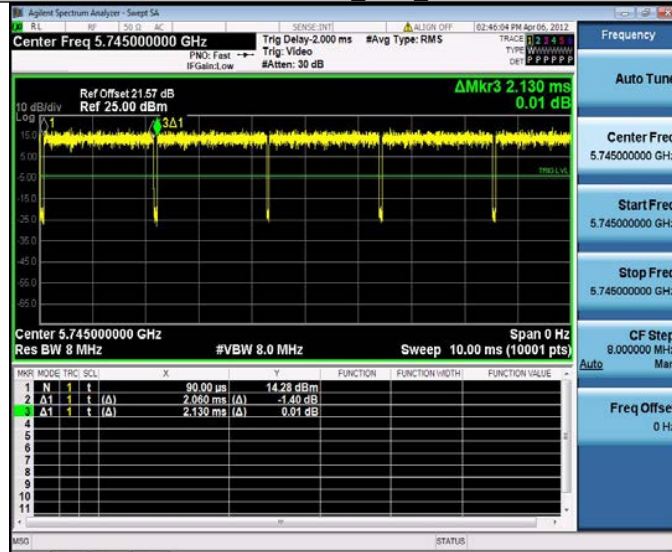 Agilent Spectrum Analyzer - Swept SA
RL RF 50 Ω AC SENSE:INT ALIGN OFF 02:46:04 PM Apr 06, 2012
Center Freq 5.745000000 GHz
PNO: Fast
IFGain:Low
Trig Delay-2.000 ms
Trig: Video
#Atten: 30 dB
#Avg Type: RMS
TRACE 1 2 3 4 5 6
TYPE WWWWWW
DET P P P P P P
Ref Offset 21.57 dB
10 dB/div Ref 25.00 dBm
Log
ΔMkr3 2.130 ms
0.01 dB
1
3Δ1
15.0
5.00
-5.00
TRIG LVL
-15.0
-25.0
-35.0
-45.0
-55.0
-65.0
Center 5.745000000 GHz Span 0 Hz
Res BW 8 MHz #VBW 8.0 MHz Sweep 10.00 ms (10001 pts)
MKR MODE TRC SCL X Y FUNCTION FUNCTION WIDTH FUNCTION VALUE
1 N 1 t 90.00 µs 14.28 dBm
2 Δ1 1 t (Δ) 2.060 ms (Δ) -1.40 dB
3 Δ1 1 t (Δ) 2.130 ms (Δ) 0.01 dB
4
5
6
7
8
9
10
11
MSG STATUS
Frequency
Auto Tune
Center Freq
5.745000000 GHz
Start Freq
5.745000000 GHz
Stop Freq
5.745000000 GHz
CF Step
8.000000 MHz
Auto Man
Freq Offset
0 Hz